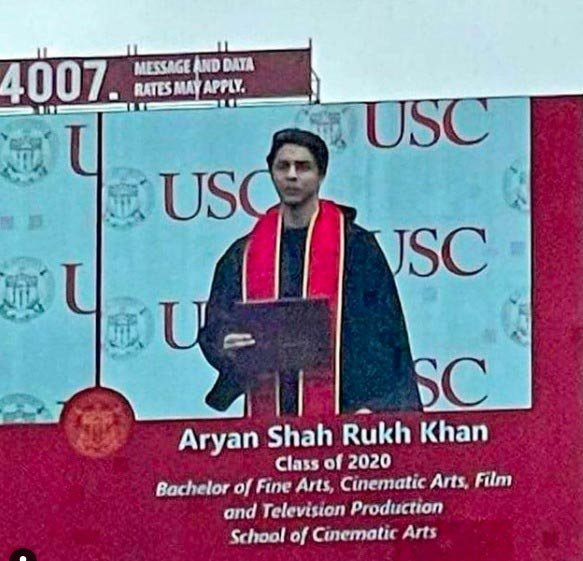 4007.
MESSAGE AND DATA
RATES MAY APPLY.
USC
USC
USC
Aryan Shah Rukh Khan
Class of 2020
Bachelor of Fine Arts, Cinematic Arts, Film
and Television Production
School of Cinematic Arts